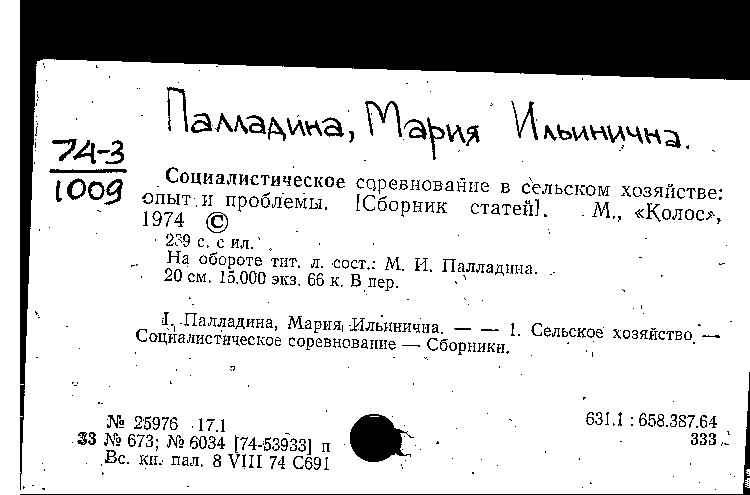 Палладина, Мария Ильинична.
74-3
1009
Социалистическое соревнование в сельском хозяйстве:
опыт и проблемы. [Сборник статей]. М., «Колос»,
1974 ©
239 с. с ил.
На обороте тит. л. сост.: М. И. Палладина.
20 см. 15.000 экз. 66 к. В пер.
I. Палладина, Мария Ильинична. — — 1. Сельское хозяйство —
Социалистическое соревнование — Сборники.
№ 25976 17.1
33 № 673; № 6034 [74-53933] п
Вс. кн. пал. 8 VIII 74 С691
631.1 : 658.387.64
333